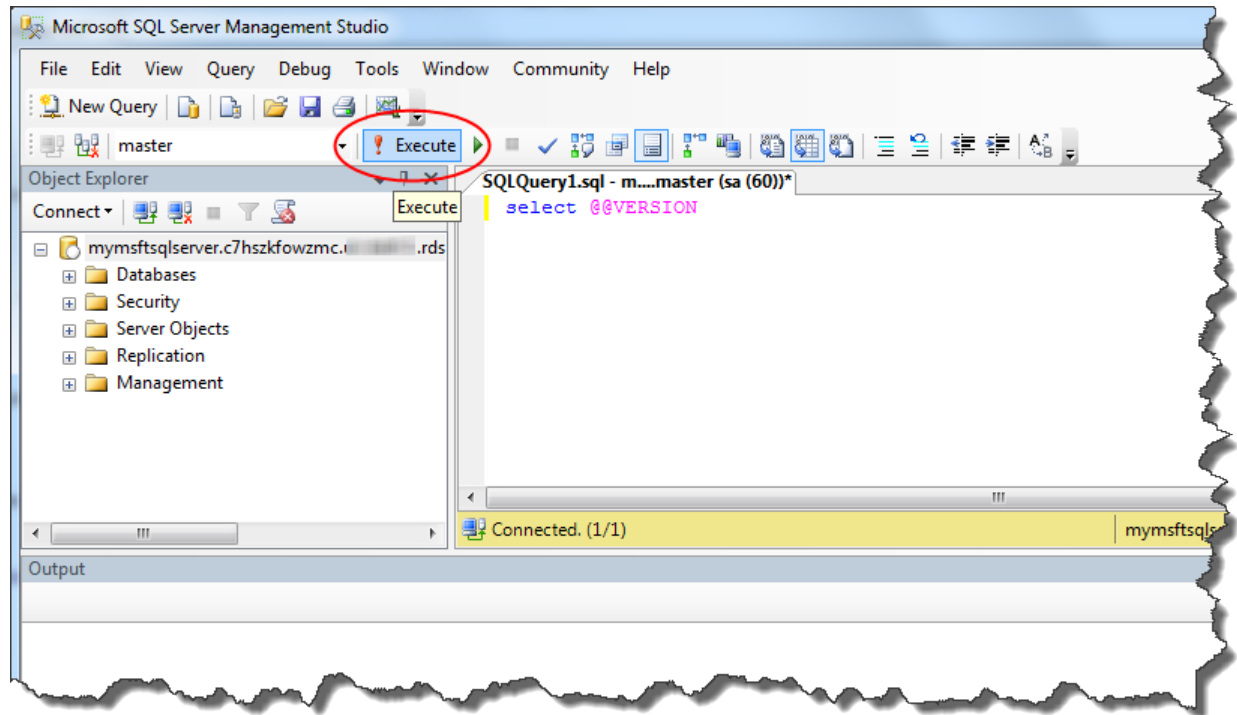 Microsoft SQL Server Management Studio
File Edit View Query Debug Tools Window Community Help
New Query
master Execute
Object Explorer
SQLQuery1.sql - m....master (sa (60))*
Connect
Execute
select @@VERSION
mymsftsqlserver.c7hszkfowzmc. .rds
Databases
Security
Server Objects
Replication
Management
Connected. (1/1)
mymsftsqls
Output